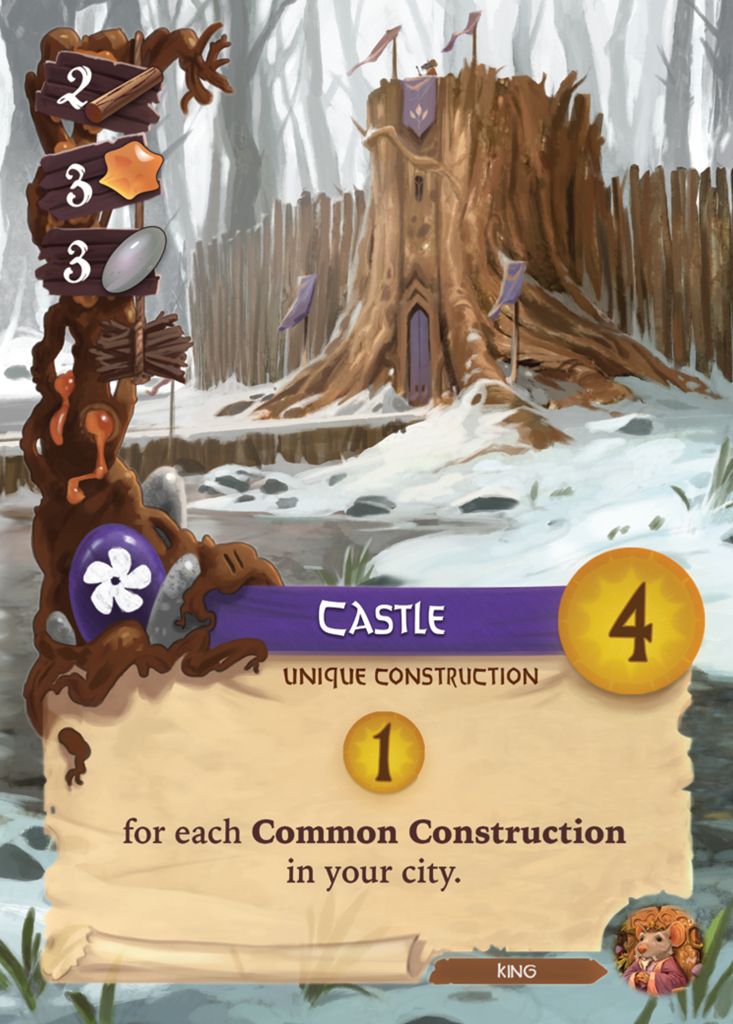 2
3
3
CASTLE
4
UNIQUE CONSTRUCTION
1
for each Common Construction
in your city.
KING